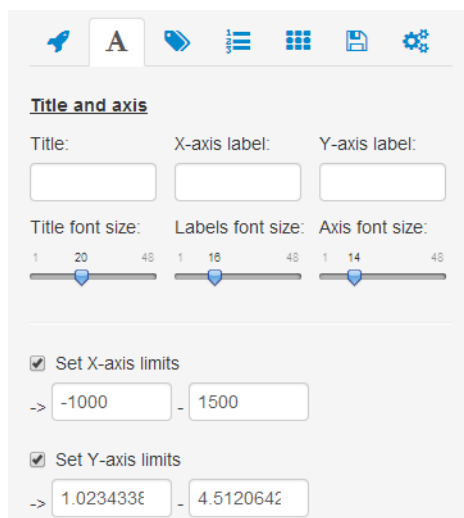 A
Title and axis
Title: X-axis label: Y-axis label:
Title font size: Labels font size: Axis font size:
1 20 48 1 16 48 1 14 48
Set X-axis limits
-> -1000 - 1500
Set Y-axis limits
-> 1.0234338 - 4.5120642